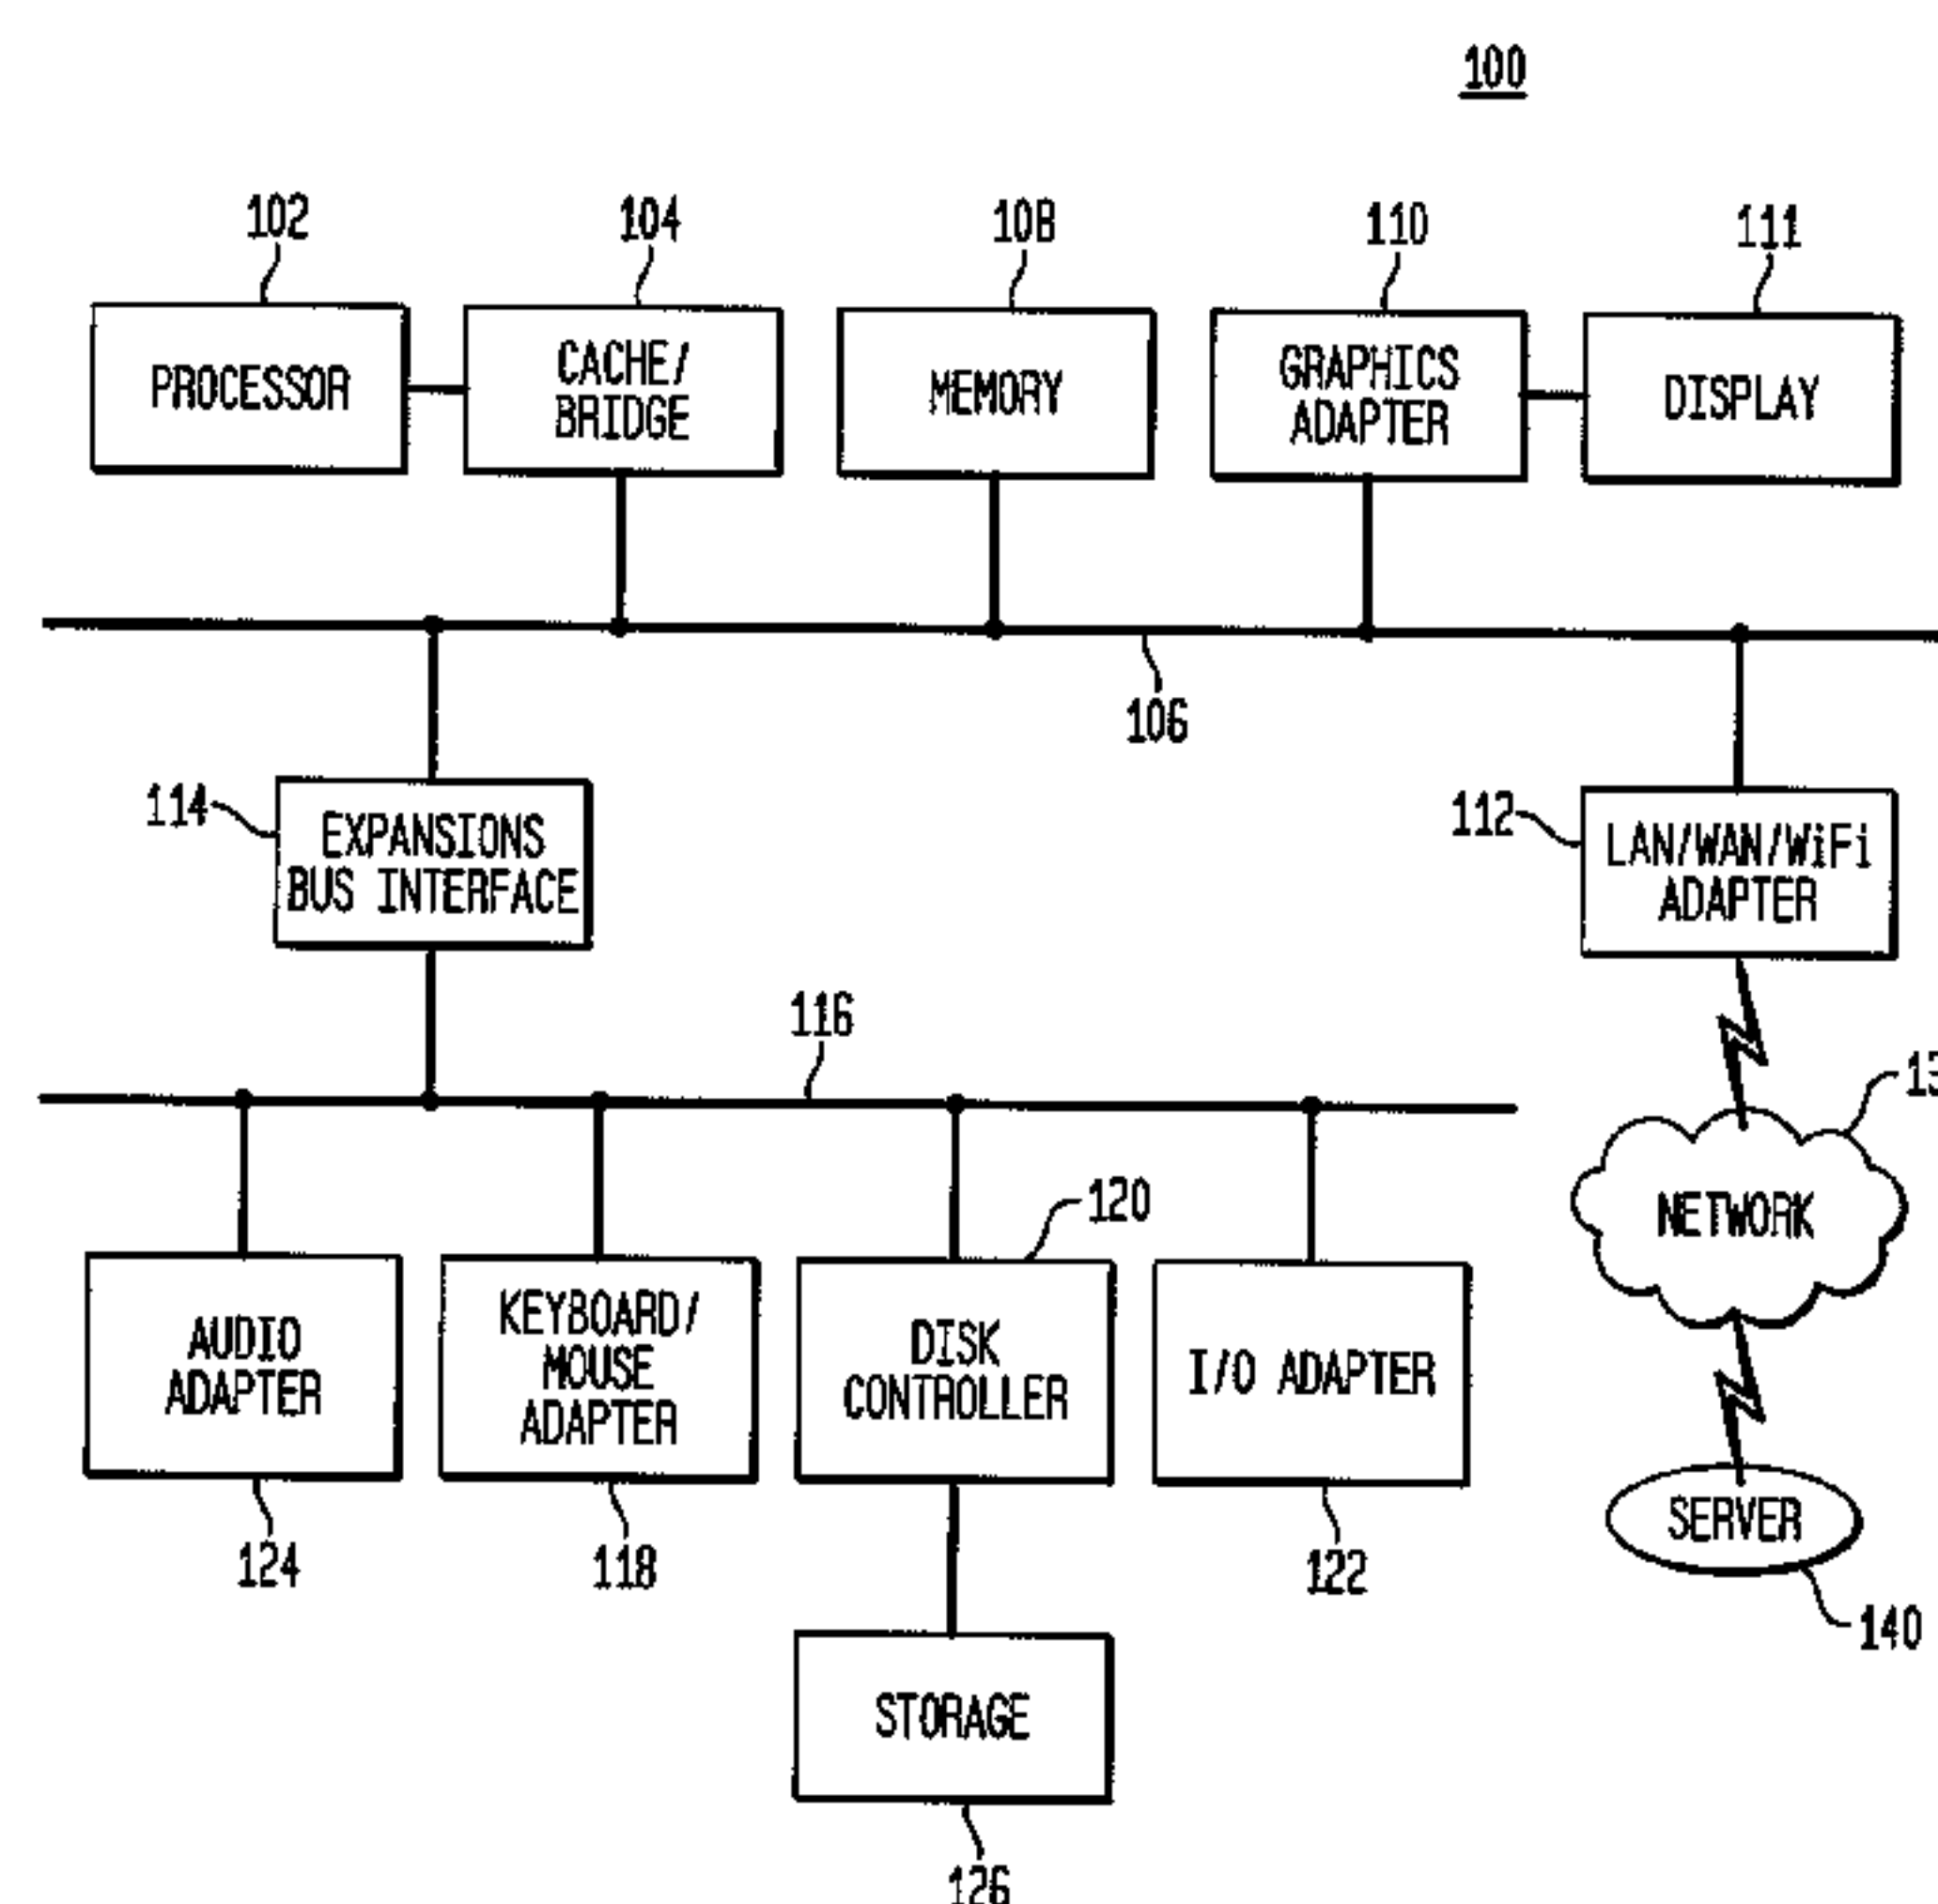 100
102
104
108
110
111
PROCESSOR
CACHE/
BRIDGE
MEMORY
GRAPHICS
ADAPTER
DISPLAY
106
114
EXPANSIONS
BUS INTERFACE
112
LAN/WAN/WiFi
ADAPTER
116
120
NETWORK
AUDIO
ADAPTER
KEYBOARD/
MOUSE
ADAPTER
DISK
CONTROLLER
I/O ADAPTER
SERVER
124
118
122
140
STORAGE
126